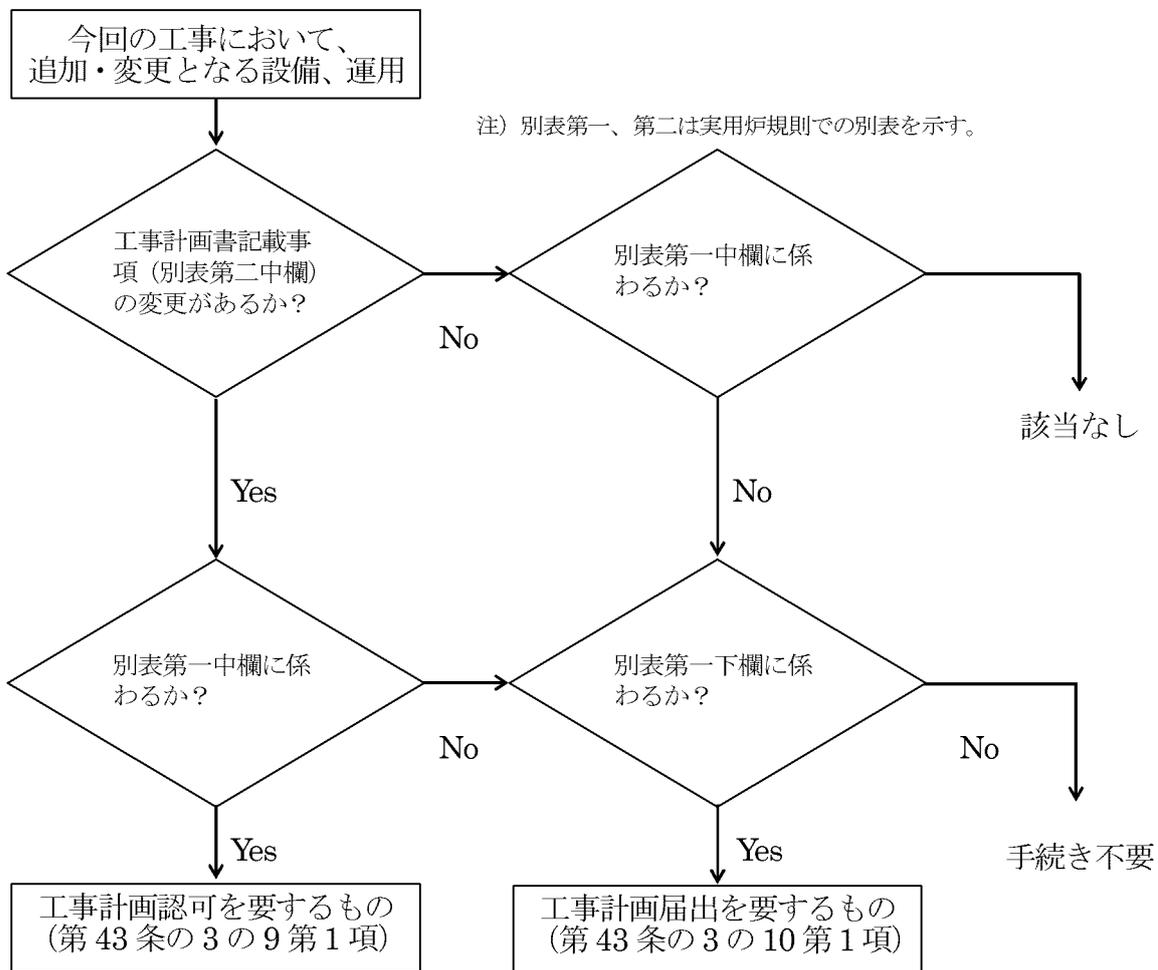 今回の工事において、
追加・変更となる設備、運用
注）別表第一、第二は実用炉規則での別表を示す。
工事計画書記載事
項（別表第二中欄）
の変更があるか？
No
別表第一中欄に係
わるか？
該当なし
Yes
No
別表第一中欄に係
わるか？
No
別表第一下欄に係
わるか？
No
手続き不要
Yes
Yes
工事計画認可を要するもの
（第 43 条の 3 の 9 第 1 項）
工事計画届出を要するもの
（第 43 条の 3 の 10 第 1 項）